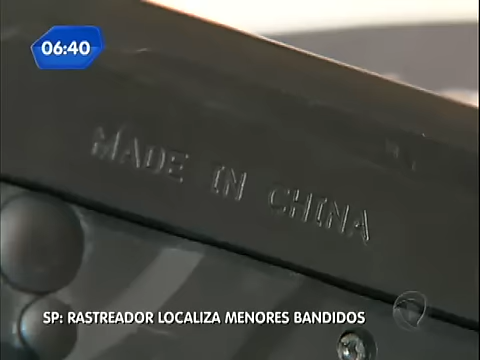 06:40
MADE IN CHINA
SP: RASTREADOR LOCALIZA MENORES BANDIDOS